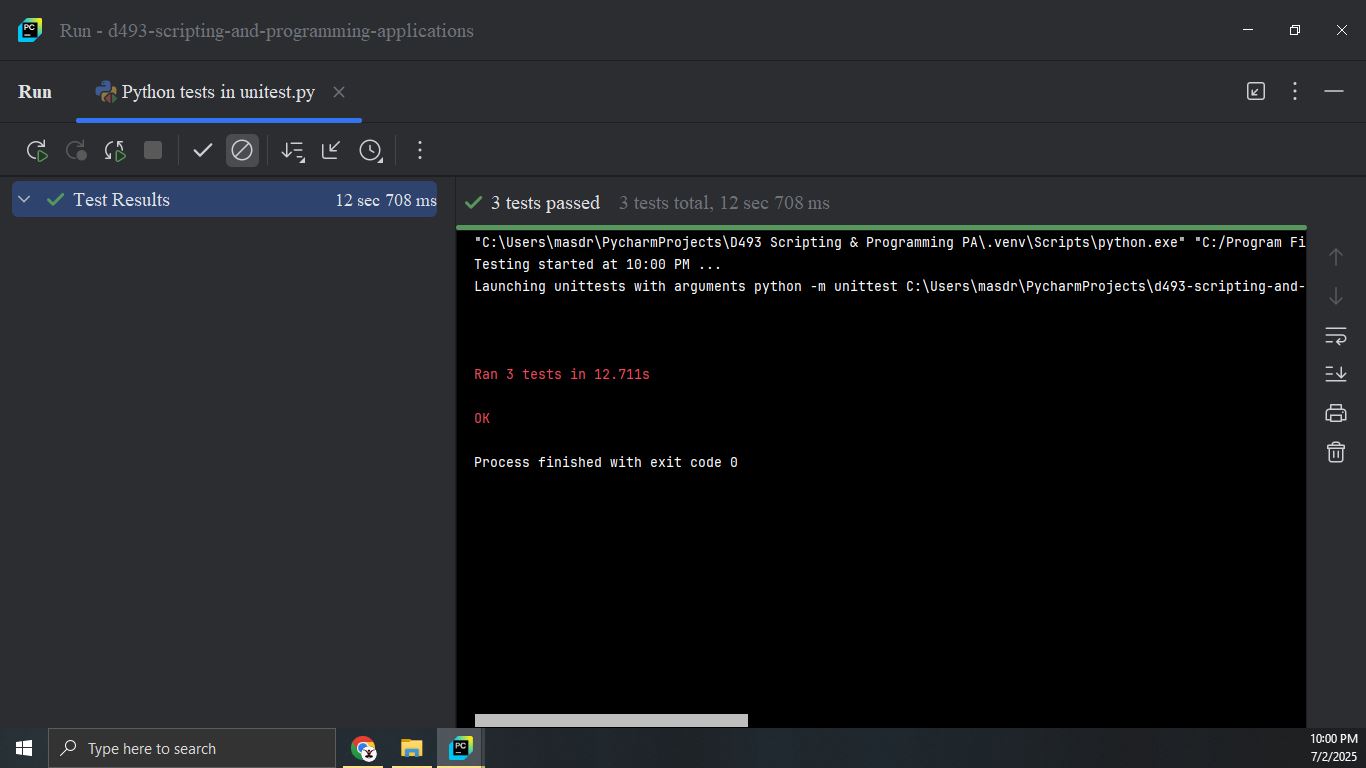 Run - d493-scripting-and-programming-applications
Run
Python tests in unitest.py
Test Results 12 sec 708 ms
3 tests passed 3 tests total, 12 sec 708 ms
"C:\Users\masdr\PycharmProjects\D493 Scripting & Programming PA\.venv\Scripts\python.exe" "C:/Program Fi
Testing started at 10:00 PM ...
Launching unittests with arguments python -m unittest C:\Users\masdr\PycharmProjects\d493-scripting-and-
Ran 3 tests in 12.711s
OK
Process finished with exit code 0
PC
Type here to search
PC
10:00 PM
7/2/2025